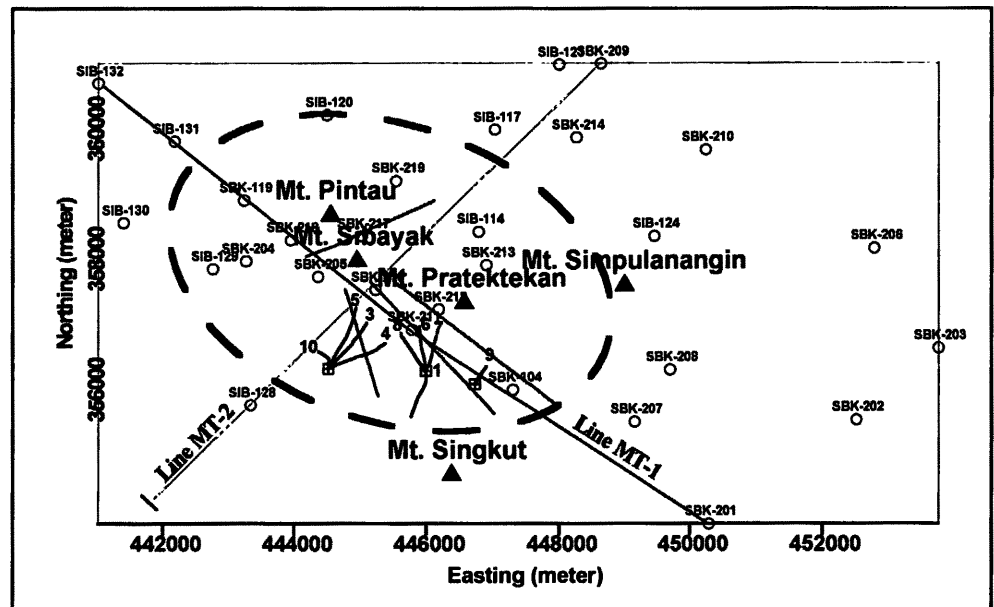 SBK-209
SIB-132
SIB-120
SIB-117
SBK-214
SIB-131
SBK-210
360000
SBK-219
SBK-119
Mt. Pintau
SIB-130
SBK-217
SIB-114
SIB-124
Mt. Sibayak
SBK-206
SBK-204
SIB-129
SBK-213
Mt. Simpulanangin
358000
SBK-205
Mt. Pratektekan
Northing (meter)
5
3
4
8
6
10
9
SBK-203
1
SBK-104
SBK-208
356000
SIB-128
SBK-207
SBK-202
Line MT-2
Mt. Singkut
Line MT-1
SBK-201
442000
444000
446000
448000
450000
452000
Easting (meter)